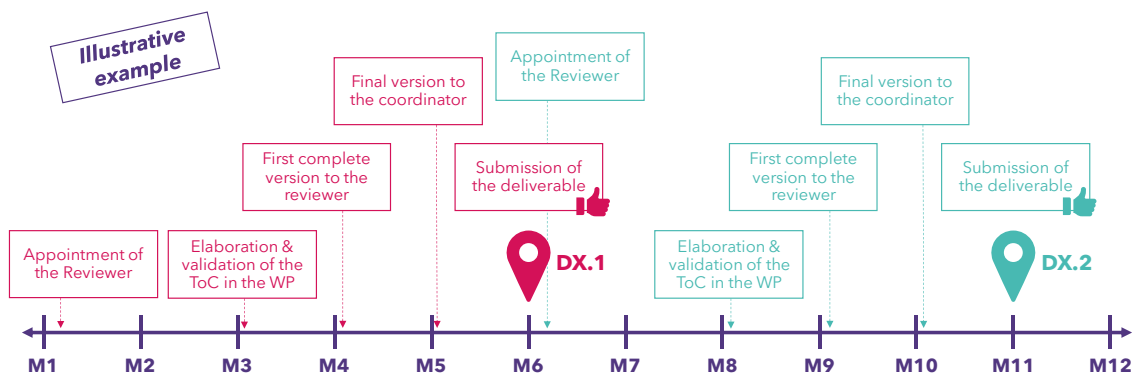 Illustrative
example
Appointment of
the Reviewer
Elaboration &
validation of the
ToC in the WP
First complete
version to the
reviewer
Final version to
the coordinator
Submission of
the deliverable
DX.1
Appointment of
the Reviewer
Elaboration &
validation of the
ToC in the WP
First complete
version to the
reviewer
Final version to
the coordinator
Submission of
the deliverable
DX.2
M1
M2
M3
M4
M5
M6
M7
M8
M9
M10
M11
M12